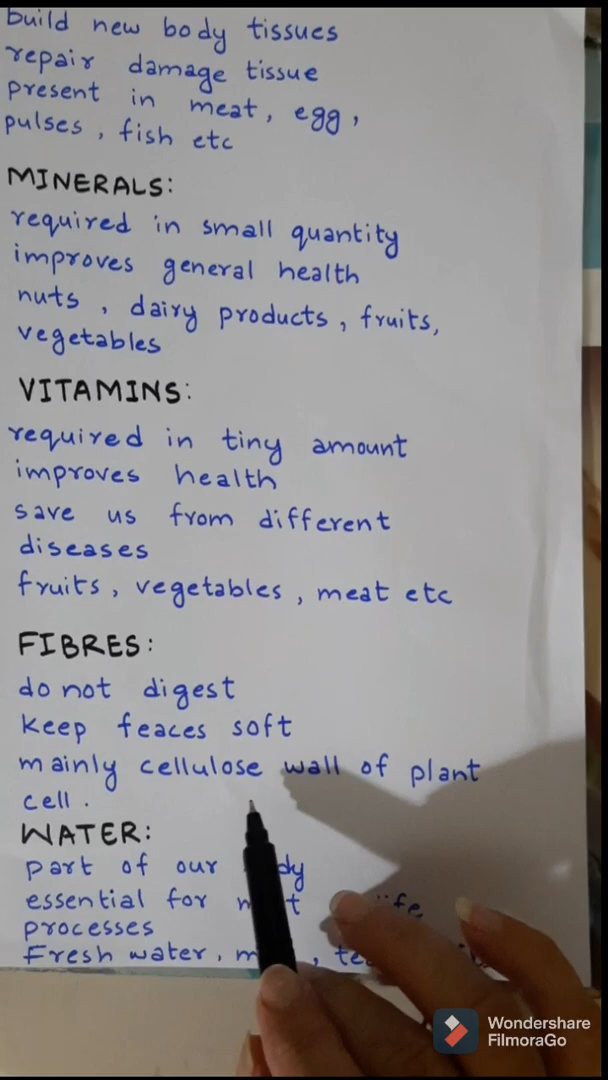 build new body tissues
repair damage tissue
present in meat, egg,
pulses, fish etc
MINERALS:
required in small quantity
improves general health
nuts, dairy products, fruits,
vegetables
VITAMINS:
required in tiny amount
improves health
save us from different
diseases
fruits, vegetables, meat etc
FIBRES:
do not digest
keep feaces soft
mainly cellulose wall of plant
cell.
WATER:
part of our
essential for
processes
Fresh water,
Wondershare
FilmoraGo